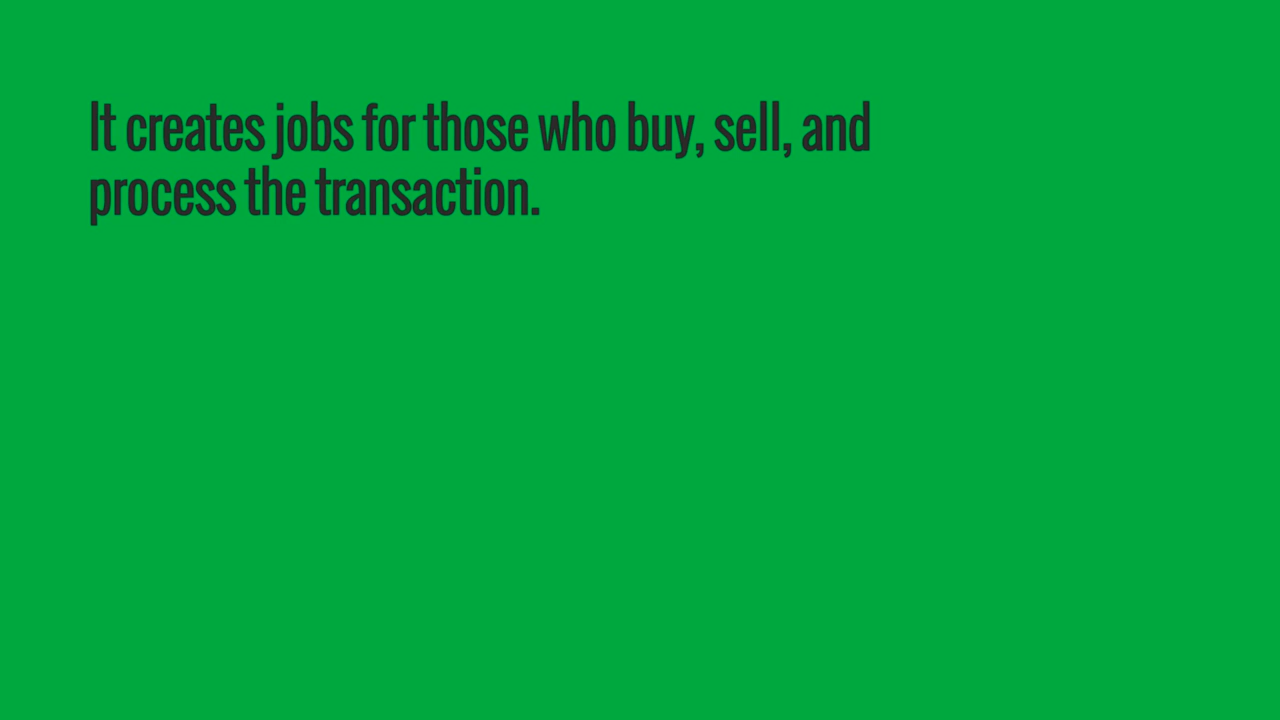 It creates jobs for those who buy, sell, and
process the transaction.